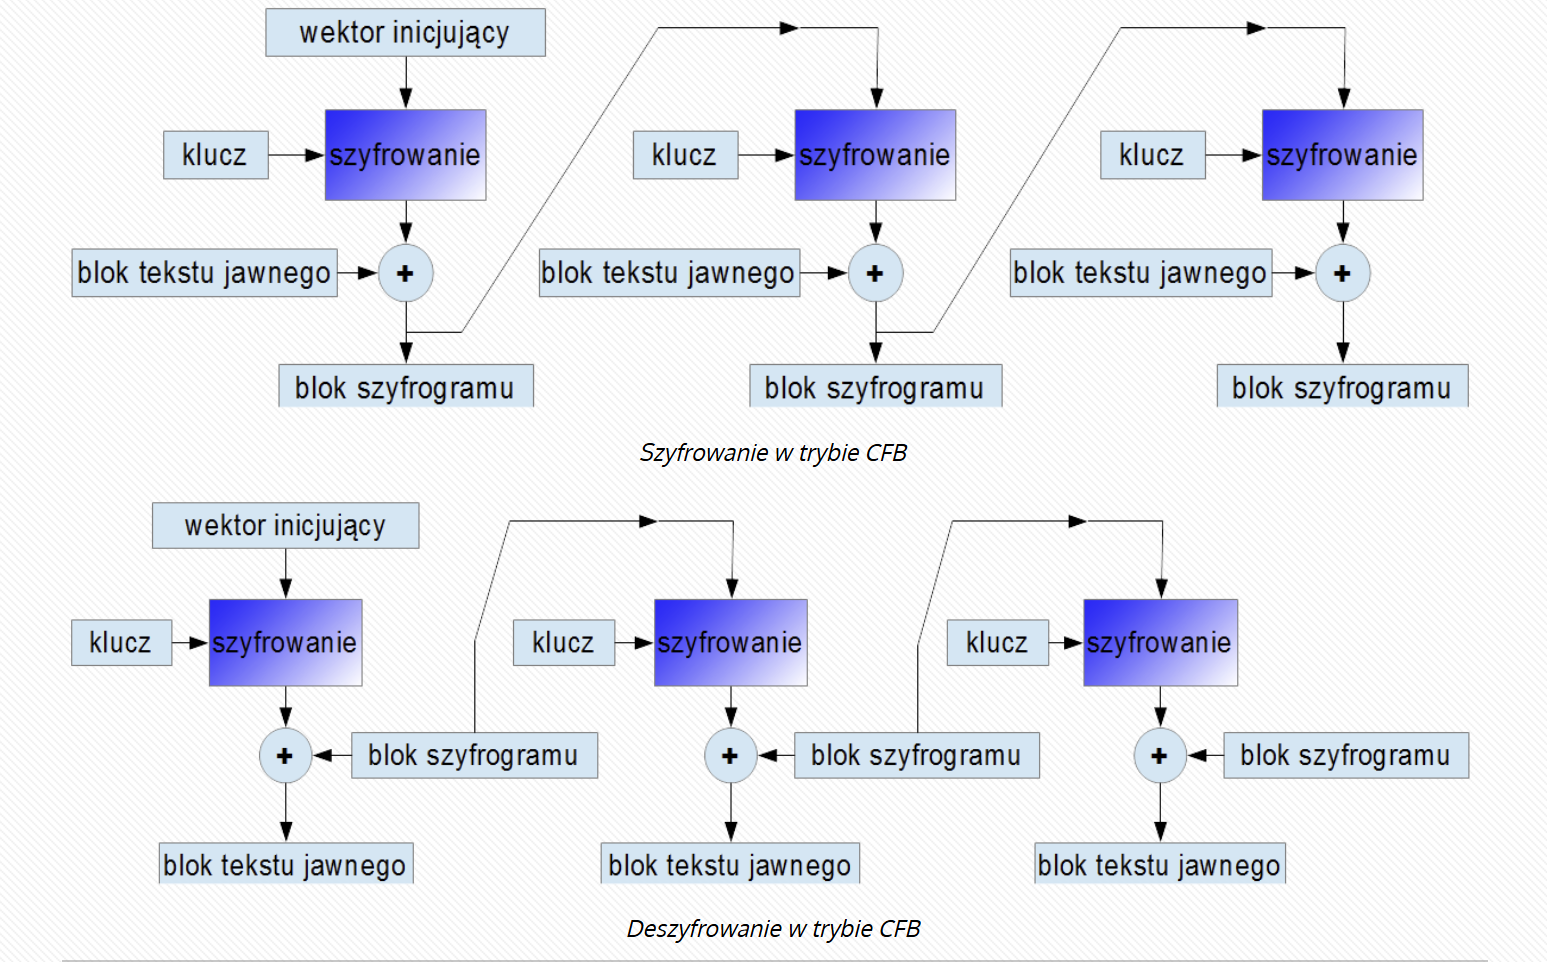 wektor inicjujący
klucz szyfrowanie klucz szyfrowanie klucz szyfrowanie
blok tekstu jawnego + blok tekstu jawnego + blok tekstu jawnego +
blok szyfrogramu blok szyfrogramu blok szyfrogramu
Szyfrowanie w trybie CFB
wektor inicjujący
klucz szyfrowanie klucz szyfrowanie klucz szyfrowanie
+ blok szyfrogramu + blok szyfrogramu + blok szyfrogramu
blok tekstu jawnego blok tekstu jawnego blok tekstu jawnego
Deszyfrowanie w trybie CFB